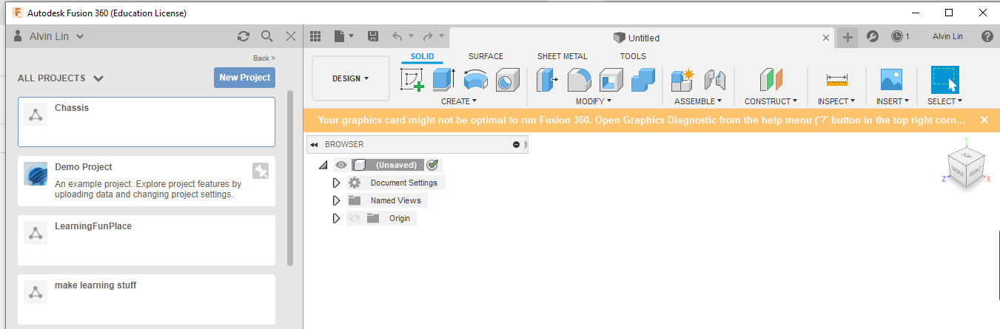 Autodesk Fusion 360 (Education License)
Alvin Lin
Back >
ALL PROJECTS
New Project
Chassis
Demo Project
An example project. Explore project features by
uploading data and changing project settings.
LearningFunPlace
make learning stuff
Untitled
1
Alvin Lin
DESIGN
SOLID
SURFACE
SHEET METAL
TOOLS
CREATE
MODIFY
ASSEMBLE
CONSTRUCT
INSPECT
INSERT
SELECT
Your graphics card might not be optimal to run Fusion 360. Open Graphics Diagnostic from the help menu ('?' button in the top right corn...
BROWSER
(Unsaved)
Document Settings
Named Views
Origin
Y
TOP
FRONT
RIGHT
Z
X